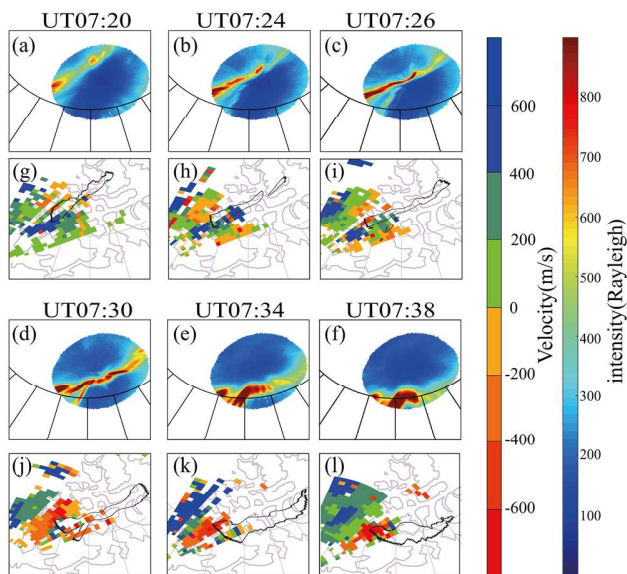 UT07:20 UT07:24 UT07:26
(a) (b) (c)
(g) (h) (i)
UT07:30 UT07:34 UT07:38
(d) (e) (f)
(j) (k) (l)
600
400
200
0
-200
-400
-600
Velocity(m/s)
800
700
600
500
400
300
200
100
intensity(Rayleigh)